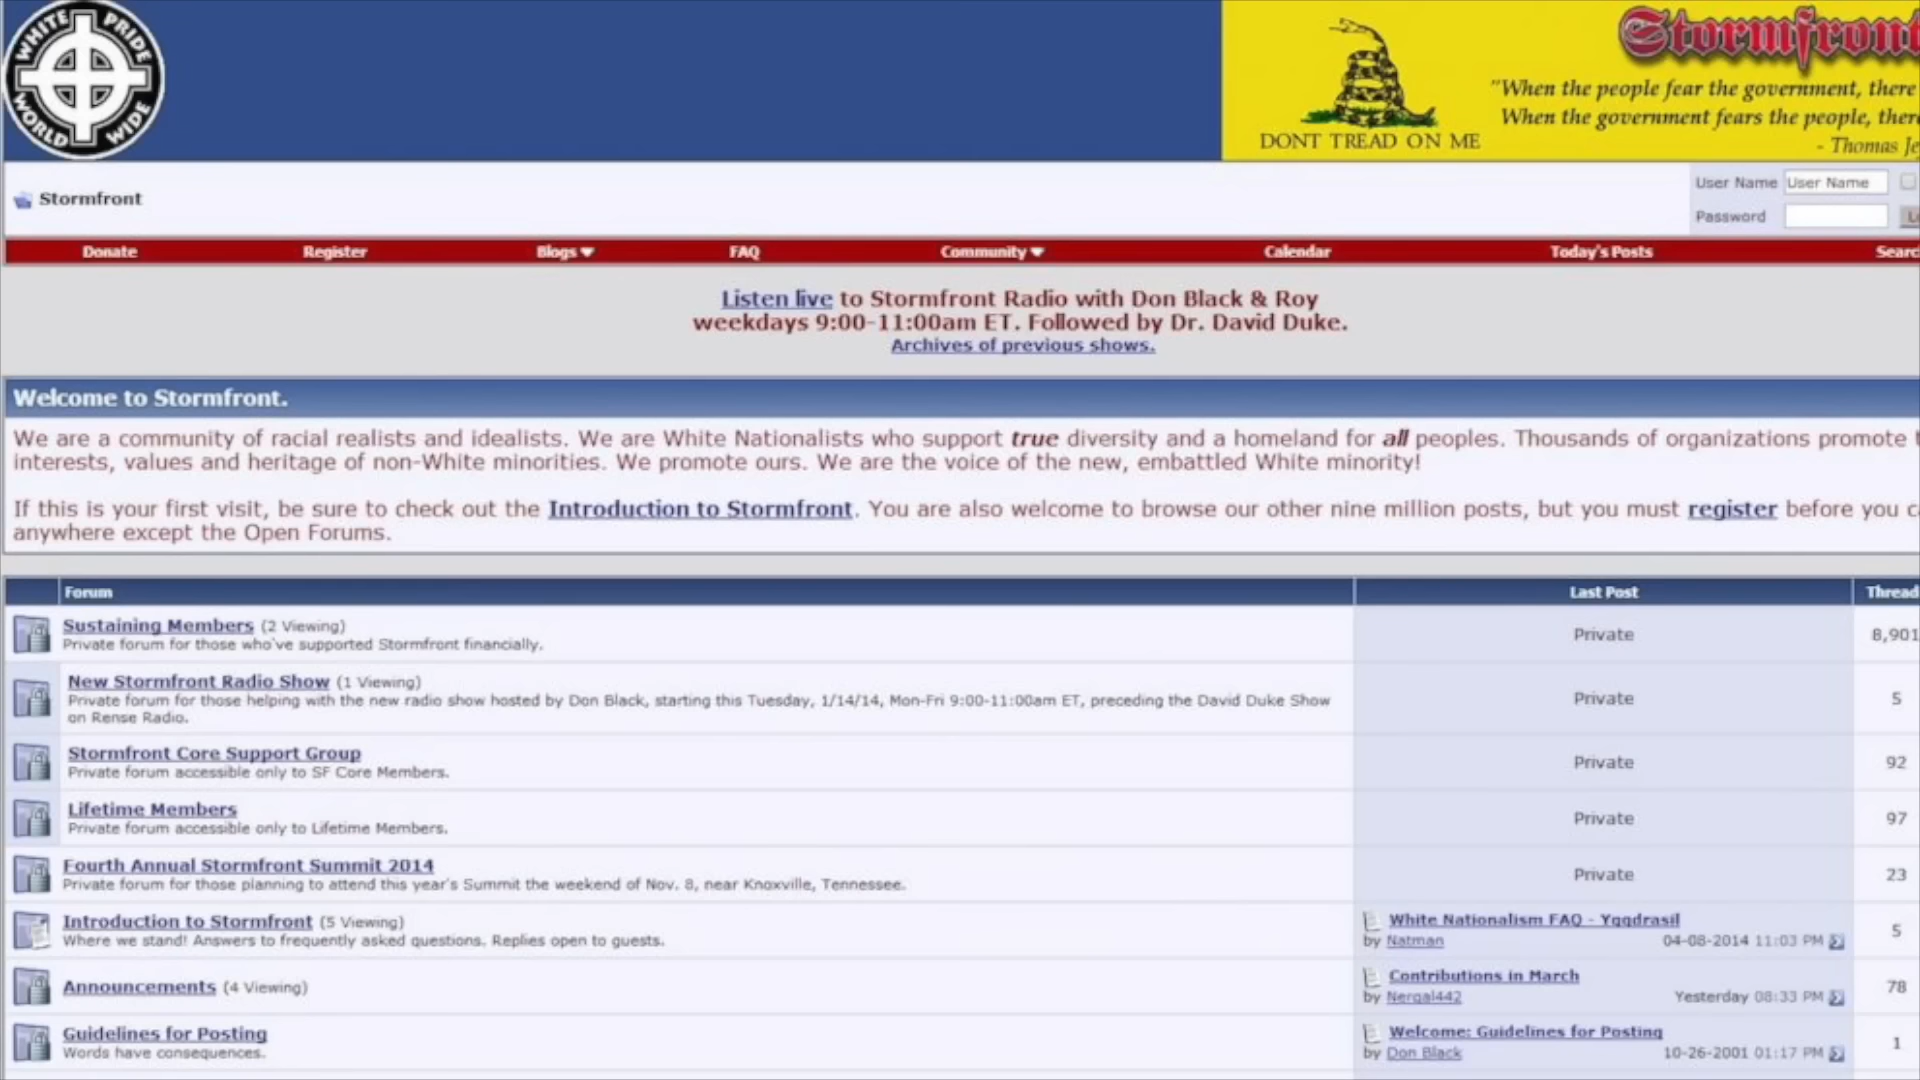 WHITE PRIDE
WORLD WIDE
Stormfront
"When the people fear the government, there
When the government fears the people, there
- Thomas Je
DONT TREAD ON ME
Stormfront
User Name User Name
Password
Donate Register Blogs FAQ Community Calendar Today's Posts Searc
Listen live to Stormfront Radio with Don Black & Roy
weekdays 9:00-11:00am ET. Followed by Dr. David Duke.
Archives of previous shows.
Welcome to Stormfront.
We are a community of racial realists and idealists. We are White Nationalists who support true diversity and a homeland for all peoples. Thousands of organizations promote t
interests, values and heritage of non-White minorities. We promote ours. We are the voice of the new, embattled White minority!
If this is your first visit, be sure to check out the Introduction to Stormfront. You are also welcome to browse our other nine million posts, but you must register before you ca
anywhere except the Open Forums.
Forum Last Post Thread
Sustaining Members (2 Viewing)
Private forum for those who've supported Stormfront financially.
Private 8,901
New Stormfront Radio Show (1 Viewing)
Private forum for those helping with the new radio show hosted by Don Black, starting this Tuesday, 1/14/14, Mon-Fri 9:00-11:00am ET, preceding the David Duke Show
on Rense Radio.
Private 5
Stormfront Core Support Group
Private forum accessible only to SF Core Members.
Private 92
Lifetime Members
Private forum accessible only to Lifetime Members.
Private 97
Fourth Annual Stormfront Summit 2014
Private forum for those planning to attend this year's Summit the weekend of Nov. 8, near Knoxville, Tennessee.
Private 23
Introduction to Stormfront (5 Viewing)
Where we stand! Answers to frequently asked questions. Replies open to guests.
White Nationalism FAQ - Yggdrasil
by Natman 04-08-2014 11:03 PM
5
Announcements (4 Viewing)
Contributions in March
by Nergal442 Yesterday 08:33 PM
78
Guidelines for Posting
Words have consequences.
Welcome: Guidelines for Posting
by Don Black 10-26-2001 01:17 PM
1